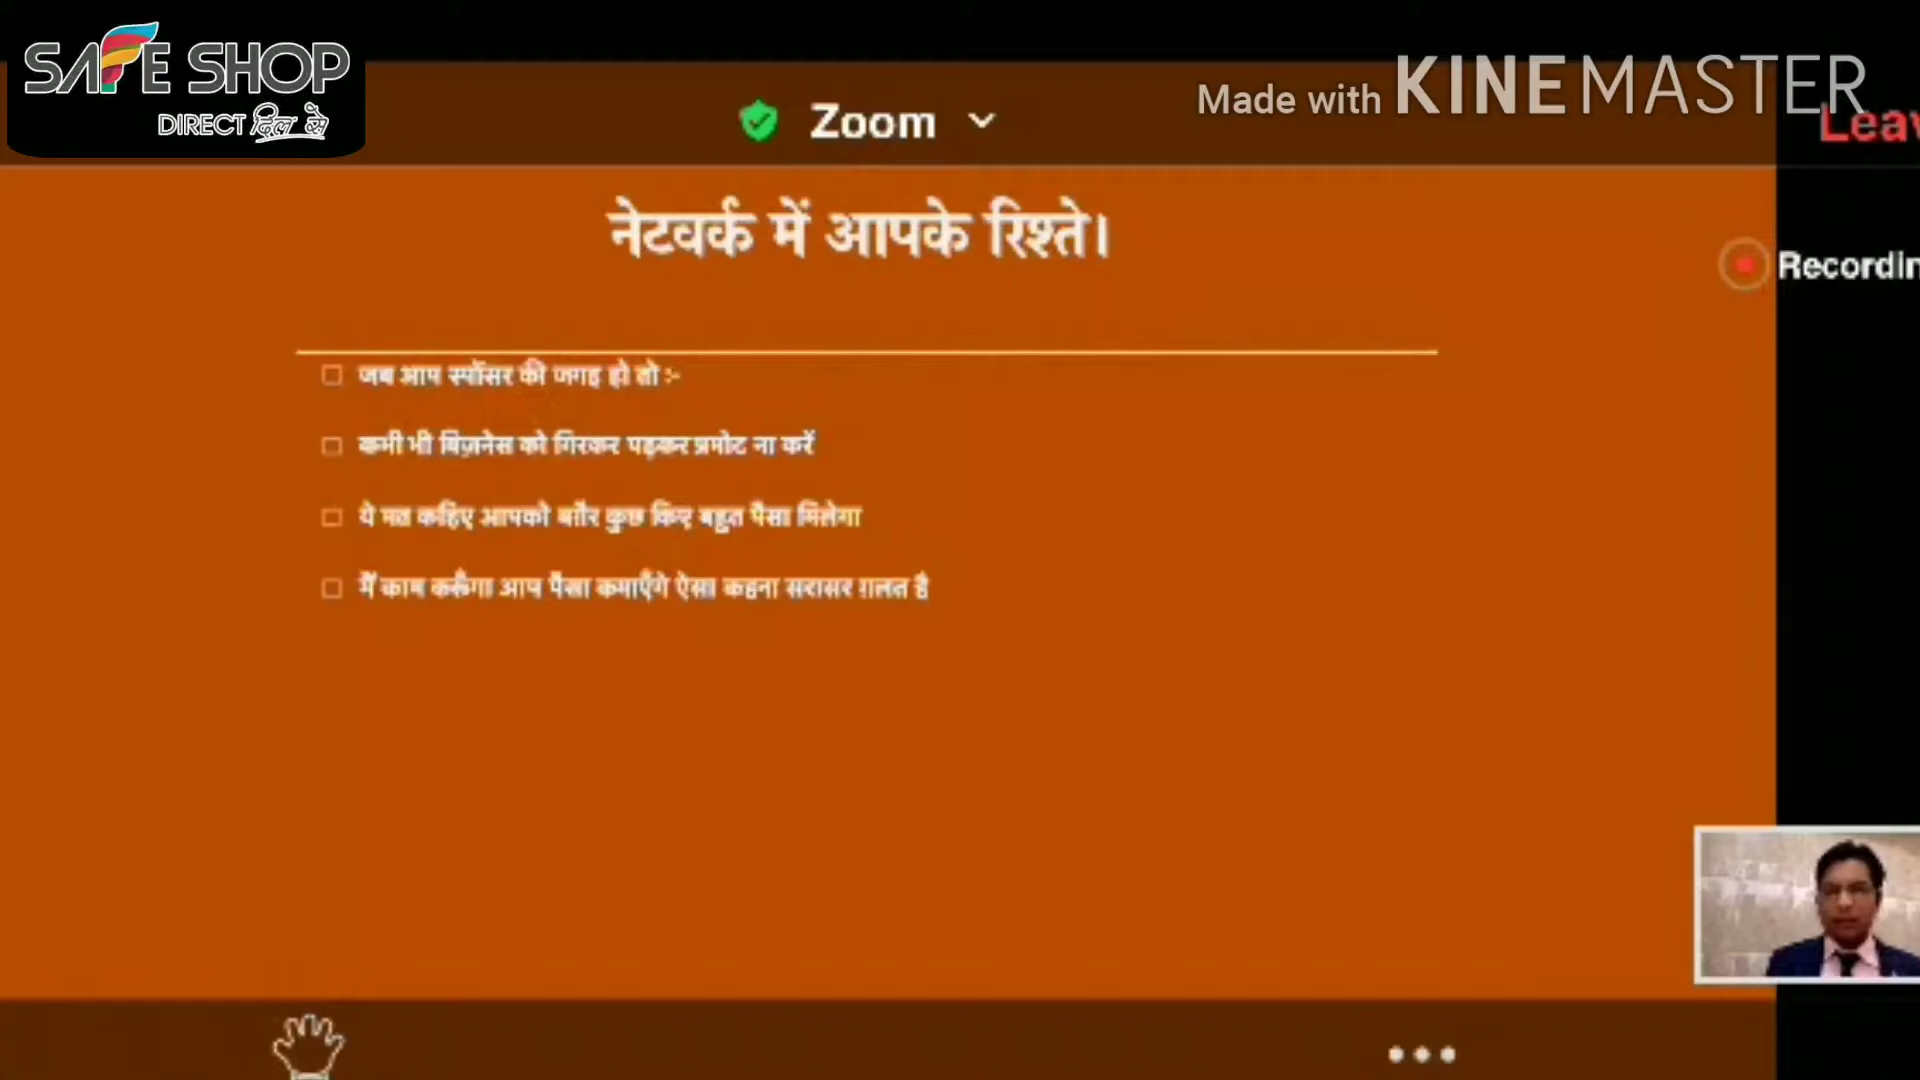 SAFE SHOP
DIRECT दिल से
Made with KINEMASTER
Zoom
Leav
नेटवर्क में आपके रिश्ते।
Recordin
जब आप स्पोंसर की जगह हो तो :-
कभी भी बिज़नेस को गिरकर पड़कर प्रमोट ना करें
ये मत कहिए आपको बग़ैर कुछ किए बहुत पैसा मिलेगा
मैं काम करूँगा आप पैसा कमाएँगे ऐसा कहना सरासर ग़लत है